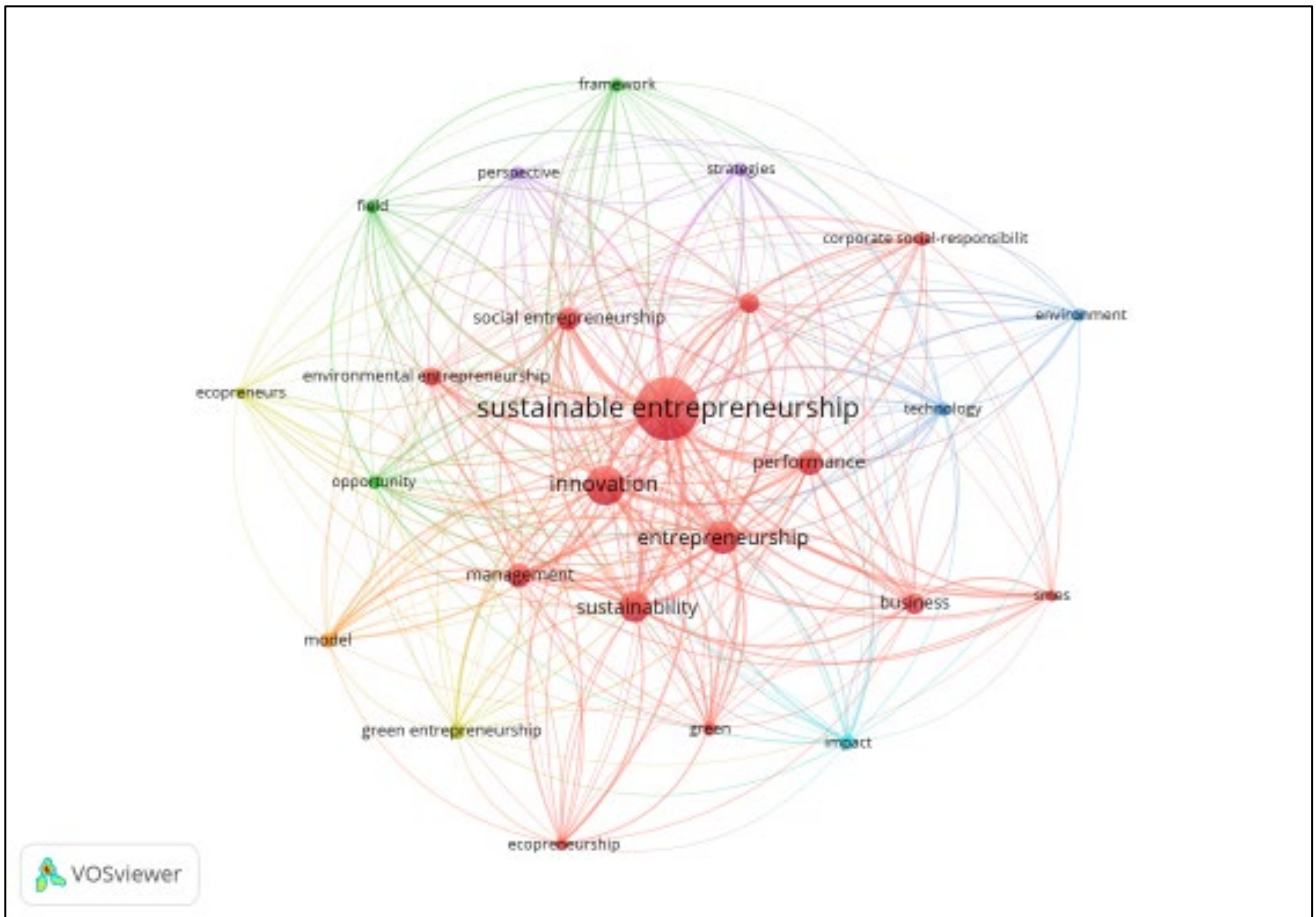 framework
perspective
strategies
field
corporate social-responsibilit
environment
social entrepreneurship
environmental entrepreneurship
ecopreneurs
sustainable entrepreneurship
technology
performance
opportunity
innovation
entrepreneurship
management
sustainability
business
smes
model
green entrepreneurship
green
impact
ecopreneurship
VOSviewer